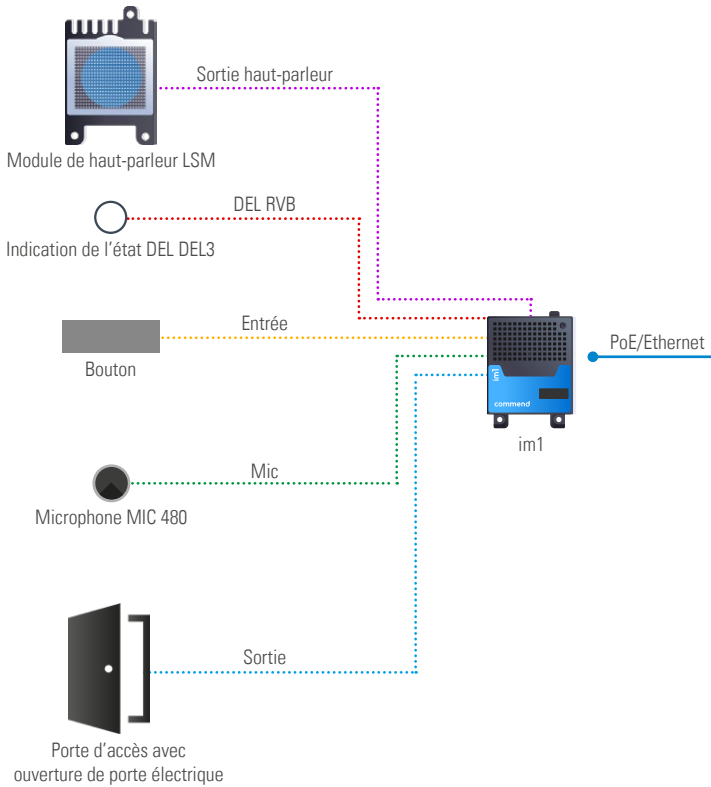 Sortie haut-parleur
Module de haut-parleur LSM
DEL RVB
Indication de l'état DEL DEL3
Entrée
Bouton
PoE/Ethernet
im1
commend
im1
Mic
Microphone MIC 480
Sortie
Porte d'accès avec
ouverture de porte électrique